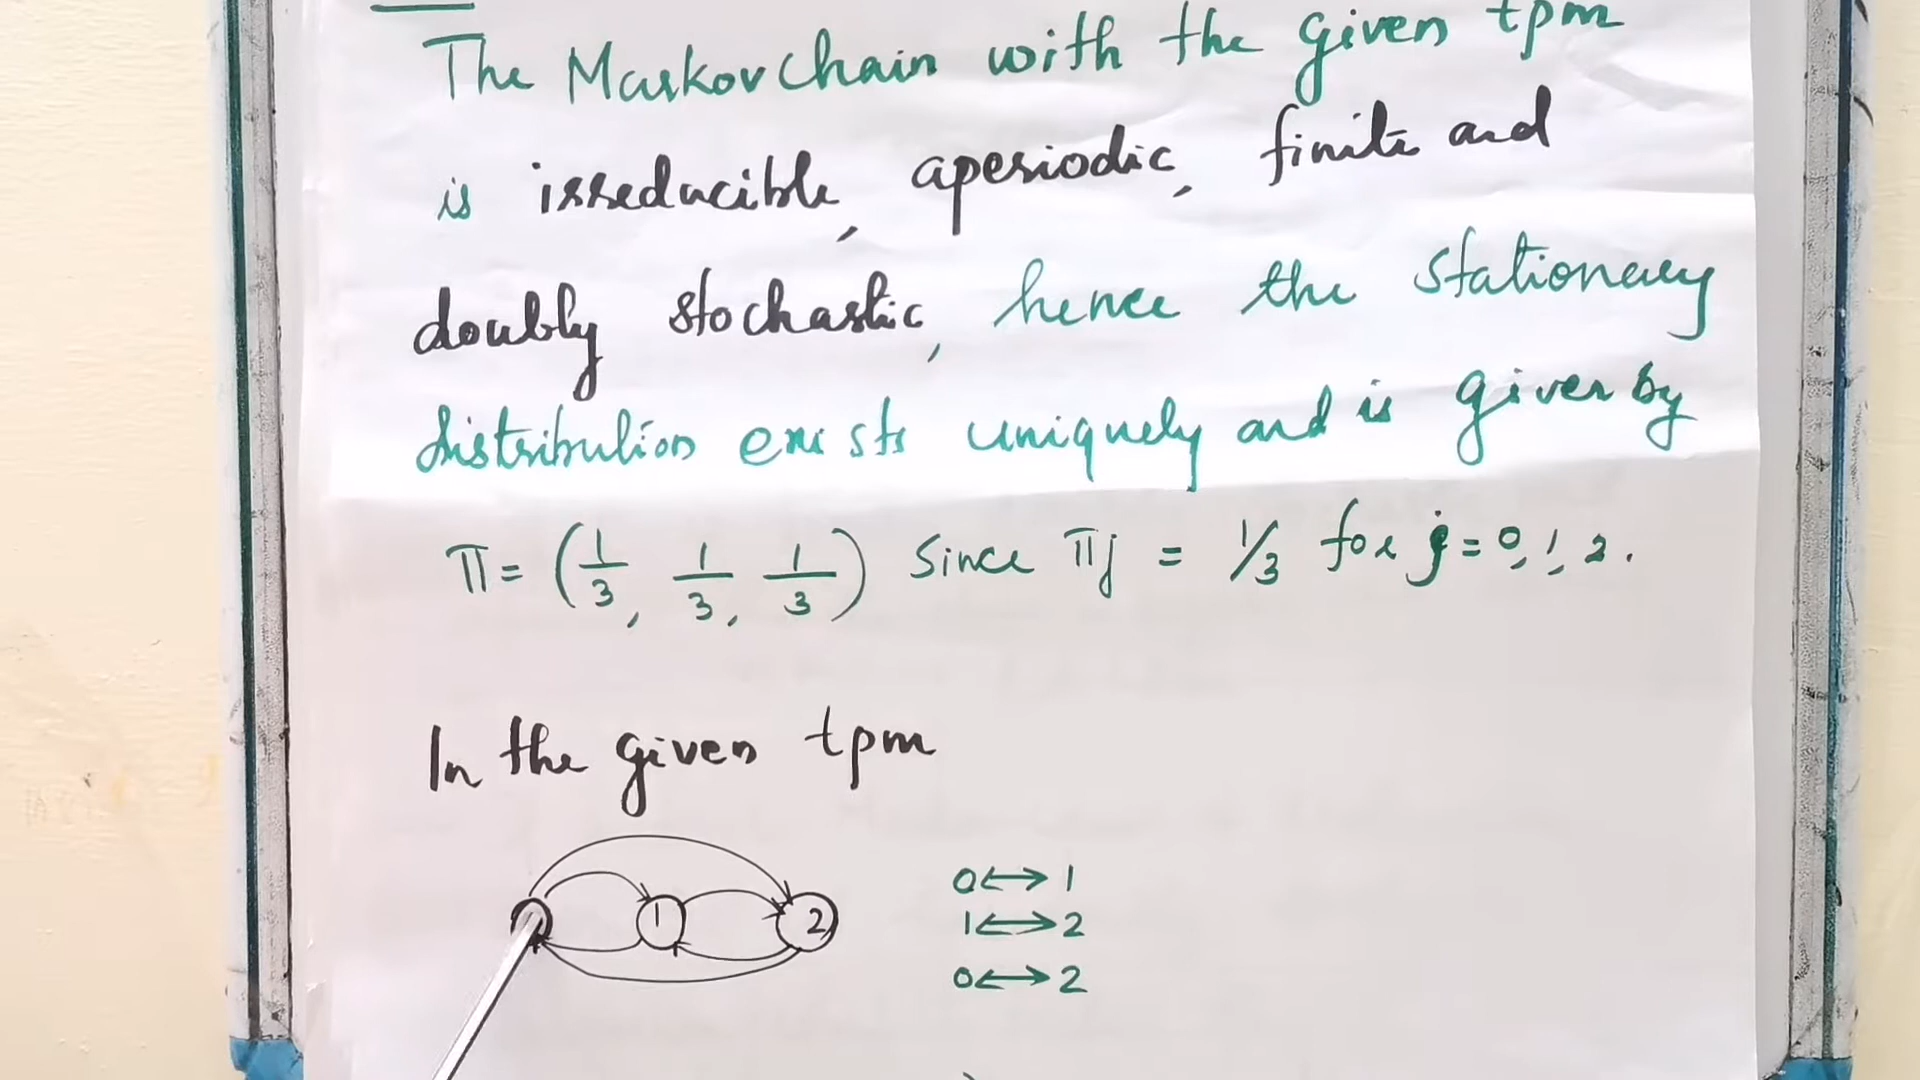 The Markov chain with the given tpm
is irreducible, aperiodic, finite and
doubly stochastic, hence the stationary
distribution exists uniquely and is given by
π = (1/3, 1/3, 1/3) since πj = 1/3 for j = 0, 1, 2.
In the given tpm
0 ↔ 1
1 2
1 ↔ 2
0 ↔ 2